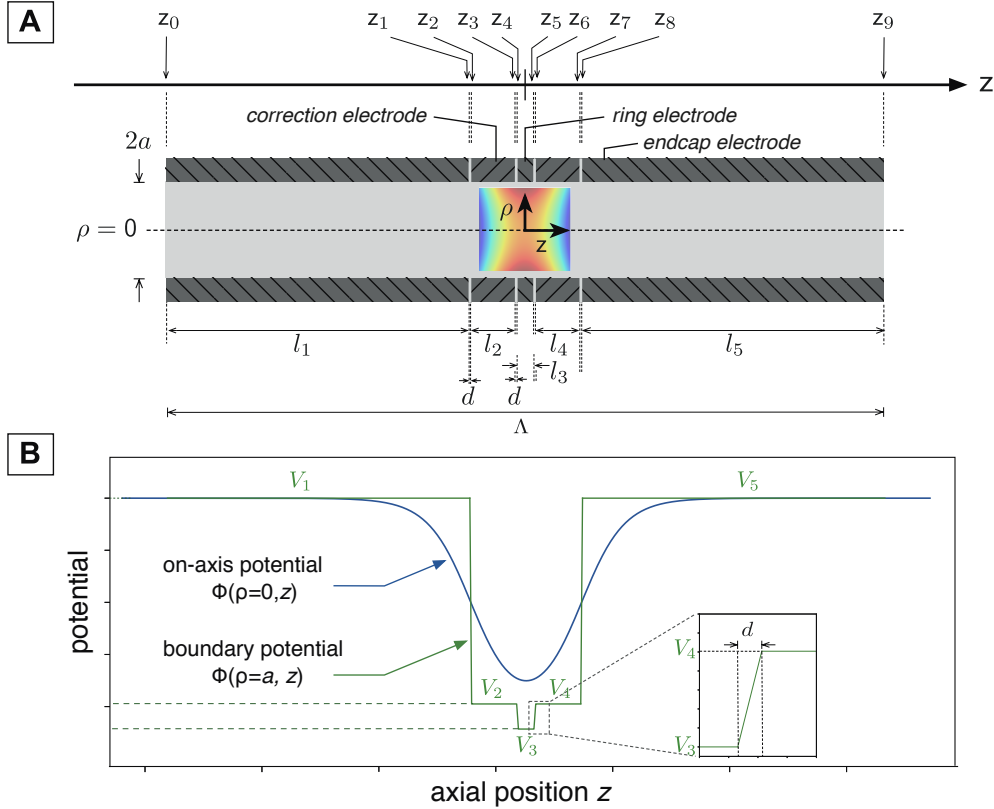 A
z₀ z₁ z₂ z₃ z₄ z₅ z₆ z₇ z₈ z₉
z
correction electrode
ring electrode
endcap electrode
2a
ρ = 0
ρ
z
l₁ l₂ l₄ l₅
l₃
d d
Λ
B
V₁ V₅
on-axis potential
Φ(ρ=0,z)
boundary potential
Φ(ρ=a, z)
V₂ V₄
V₃
d
V₄
V₃
potential
axial position z